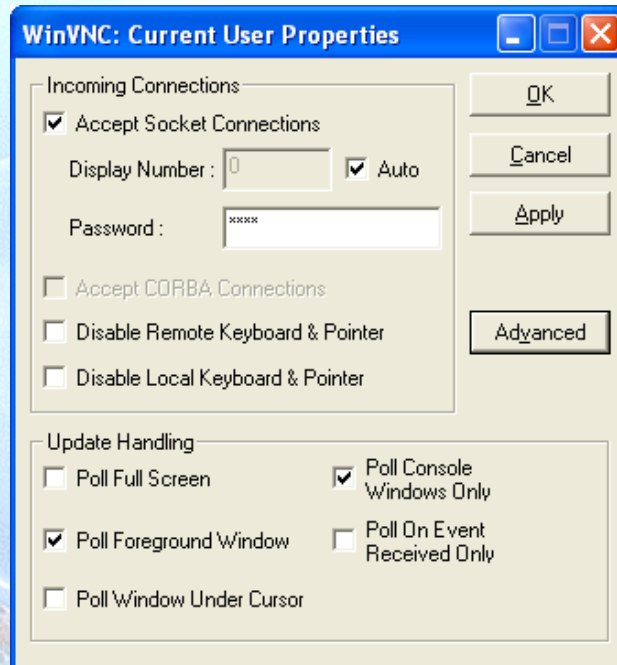 WinVNC: Current User Properties
Incoming Connections
Accept Socket Connections
Display Number : 0 Auto
Password : ****
Accept CORBA Connections
Disable Remote Keyboard & Pointer
Disable Local Keyboard & Pointer
OK
Cancel
Apply
Advanced
Update Handling
Poll Full Screen
Poll Console
Windows Only
Poll Foreground Window
Poll On Event
Received Only
Poll Window Under Cursor